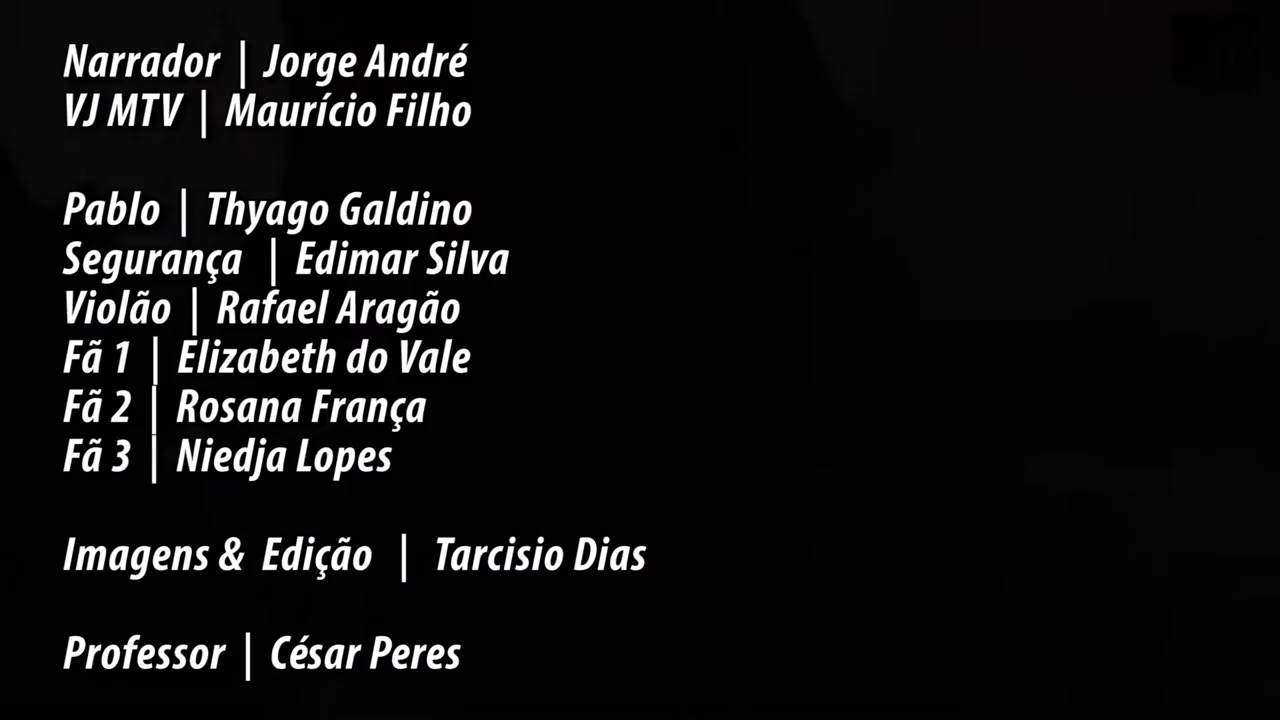 Narrador | Jorge André
VJ MTV | Maurício Filho
Pablo | Thyago Galdino
Segurança | Edimar Silva
Violão | Rafael Aragão
Fã 1 | Elizabeth do Vale
Fã 2 | Rosana França
Fã 3 | Niedja Lopes
Imagens & Edição | Tarcisio Dias
Professor | César Peres